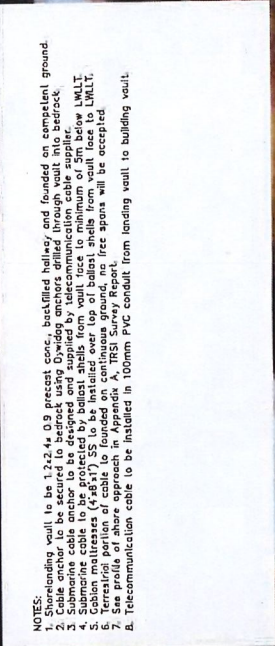 NOTES:
1. Shorelanding vault to be 1.2x2.4x 0.9 precast conc., backfilled halfway and founded on competent ground.
2. Cable anchor to be secured to bedrock using Dywidag anchors drilled through vault into bedrock.
3. Submarine cable anchor to be designed and supplied by telecommunication cable supplier.
4. Submarine cable to be protected by ballast shells from vault face to minimum of 5m below LWLLT.
5. Gabion mattresses (4'x8'x1') SS to be installed over top of ballast shells from vault face to LWLLT.
6. Terrestrial portion of cable to founded on continuous ground, no free spans will be accepted.
7. See profile of shore approach in Appendix A, TRSI Survey Report.
8. Telecommunication cable to be installed in 100mm PVC conduit from landing vault to building vault.